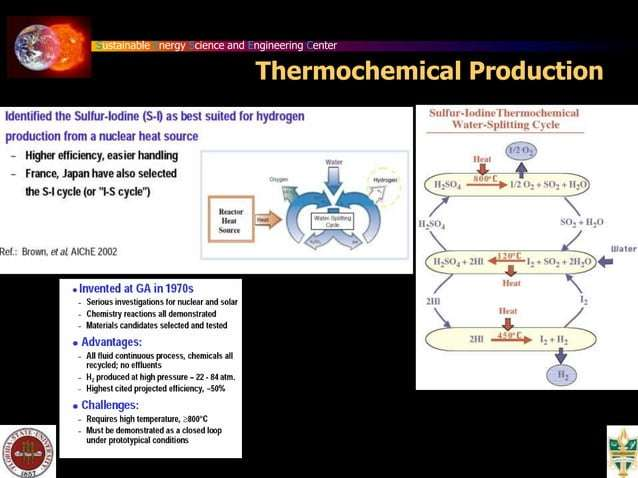 Sustainable Energy Science and Engineering Center
Thermochemical Production
Identified the Sulfur-Iodine (S-I) as best suited for hydrogen
production from a nuclear heat source
– Higher efficiency, easier handling
– France, Japan have also selected
the S-I cycle (or "I-S cycle")
Ref.: Brown, et al, AIChE 2002
Water
Oxygen
Hydrogen
Reactor
Heat
Source
Heat
Water Splitting
Cycle
• Invented at GA in 1970s
– Serious investigations for nuclear and solar
– Chemistry reactions all demonstrated
– Materials candidates selected and tested
• Advantages:
– All fluid continuous process, chemicals all
recycled; no effluents
– H₂ produced at high pressure – 22 - 84 atm.
– Highest cited projected efficiency, ~50%
• Challenges:
– Requires high temperature, ≥800°C
– Must be demonstrated as a closed loop
under prototypical conditions
Sulfur-Iodine Thermochemical
Water-Splitting Cycle
1/2 O₂
Heat
800°C
H₂SO₄
1/2 O₂ + SO₂ + H₂O
H₂SO₄
SO₂ + H₂O
Water
H₂SO₄ + 2HI
120°C
I₂ + SO₂ + 2H₂O
Heat
2HI
I₂
Heat
2HI
450°C
I₂ + H₂
H₂
FLORIDA STATE UNIVERSITY
1857